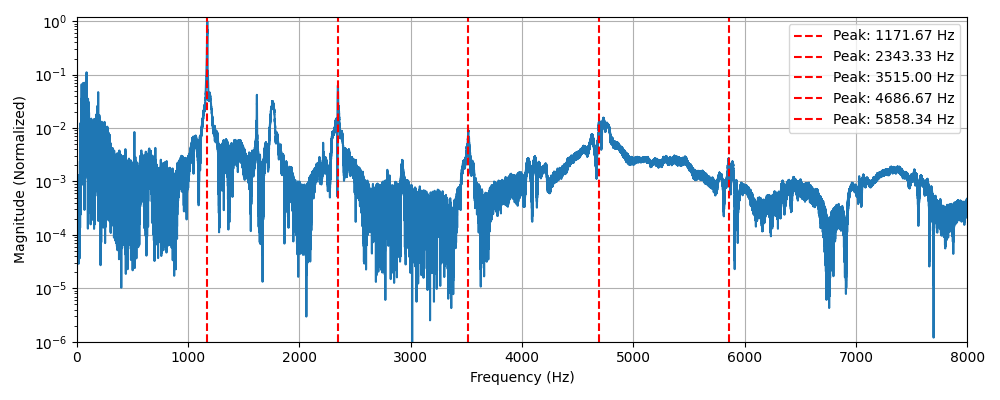 Peak: 1171.67 Hz
Peak: 2343.33 Hz
Peak: 3515.00 Hz
Peak: 4686.67 Hz
Peak: 5858.34 Hz
Magnitude (Normalized)
10⁰
10⁻¹
10⁻²
10⁻³
10⁻⁴
10⁻⁵
10⁻⁶
0 1000 2000 3000 4000 5000 6000 7000 8000
Frequency (Hz)